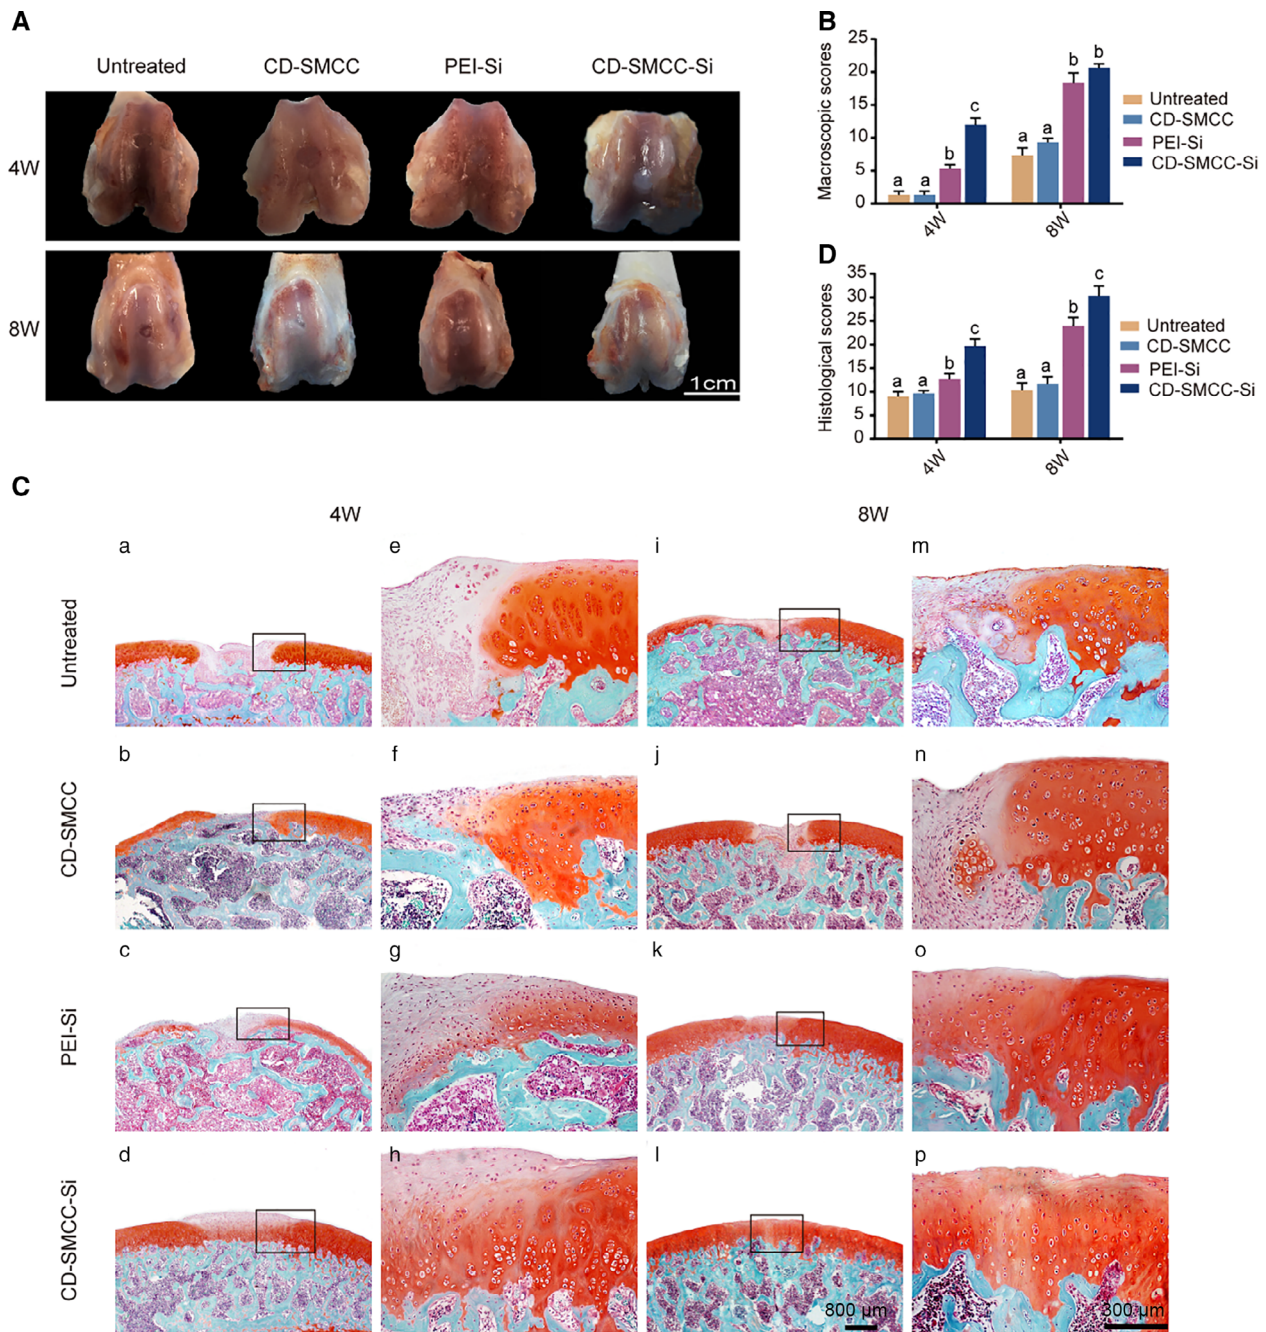 A
Untreated CD-SMCC PEI-Si CD-SMCC-Si
4W
8W
1cm
B
Macroscopic scores
25
20
15
10
5
0
a a b c
a a b b
4W 8W
Untreated
CD-SMCC
PEI-Si
CD-SMCC-Si
D
Histological scores
35
30
25
20
15
10
5
0
a a b c
a a b c
4W 8W
Untreated
CD-SMCC
PEI-Si
CD-SMCC-Si
C
4W 8W
a e i m
Untreated
b f j n
CD-SMCC
c g k o
PEI-Si
d h l p
CD-SMCC-Si
800 µm 300 µm